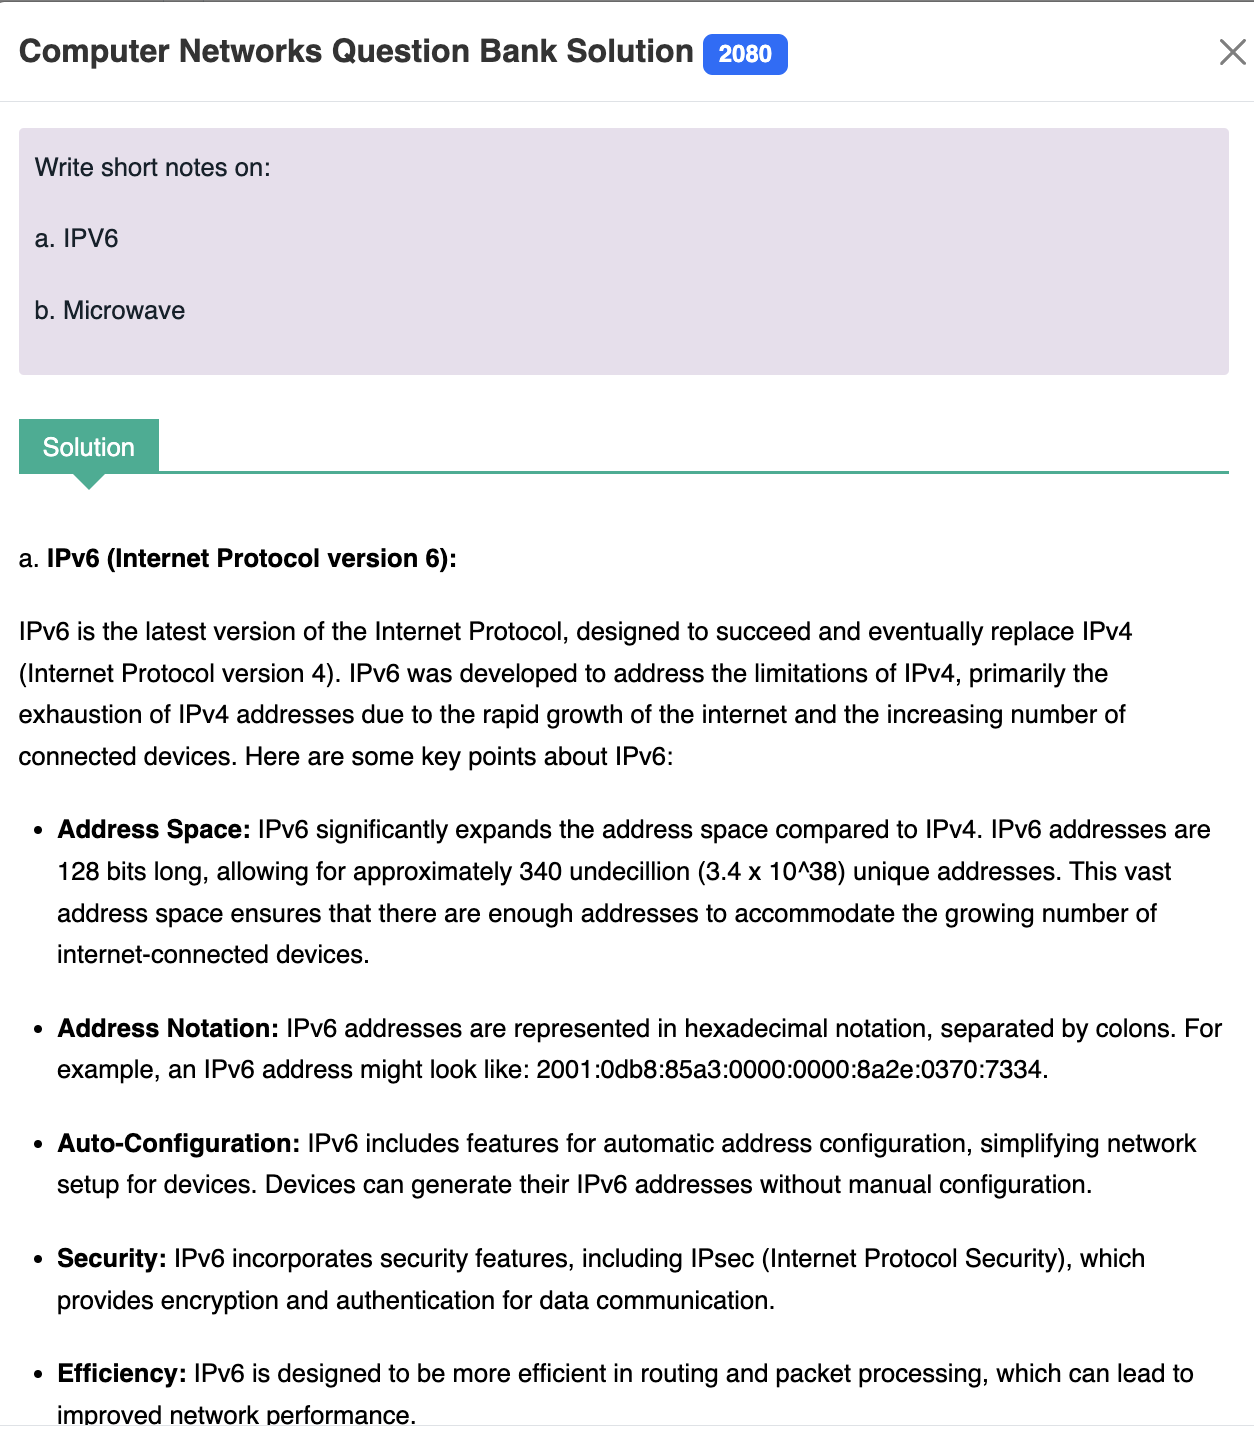 Computer Networks Question Bank Solution 2080
Write short notes on:
a. IPV6
b. Microwave
Solution
a. IPv6 (Internet Protocol version 6):
IPv6 is the latest version of the Internet Protocol, designed to succeed and eventually replace IPv4
(Internet Protocol version 4). IPv6 was developed to address the limitations of IPv4, primarily the
exhaustion of IPv4 addresses due to the rapid growth of the internet and the increasing number of
connected devices. Here are some key points about IPv6:
• Address Space: IPv6 significantly expands the address space compared to IPv4. IPv6 addresses are
128 bits long, allowing for approximately 340 undecillion (3.4 x 10^38) unique addresses. This vast
address space ensures that there are enough addresses to accommodate the growing number of
internet-connected devices.
• Address Notation: IPv6 addresses are represented in hexadecimal notation, separated by colons. For
example, an IPv6 address might look like: 2001:0db8:85a3:0000:0000:8a2e:0370:7334.
• Auto-Configuration: IPv6 includes features for automatic address configuration, simplifying network
setup for devices. Devices can generate their IPv6 addresses without manual configuration.
• Security: IPv6 incorporates security features, including IPsec (Internet Protocol Security), which
provides encryption and authentication for data communication.
• Efficiency: IPv6 is designed to be more efficient in routing and packet processing, which can lead to
improved network performance.